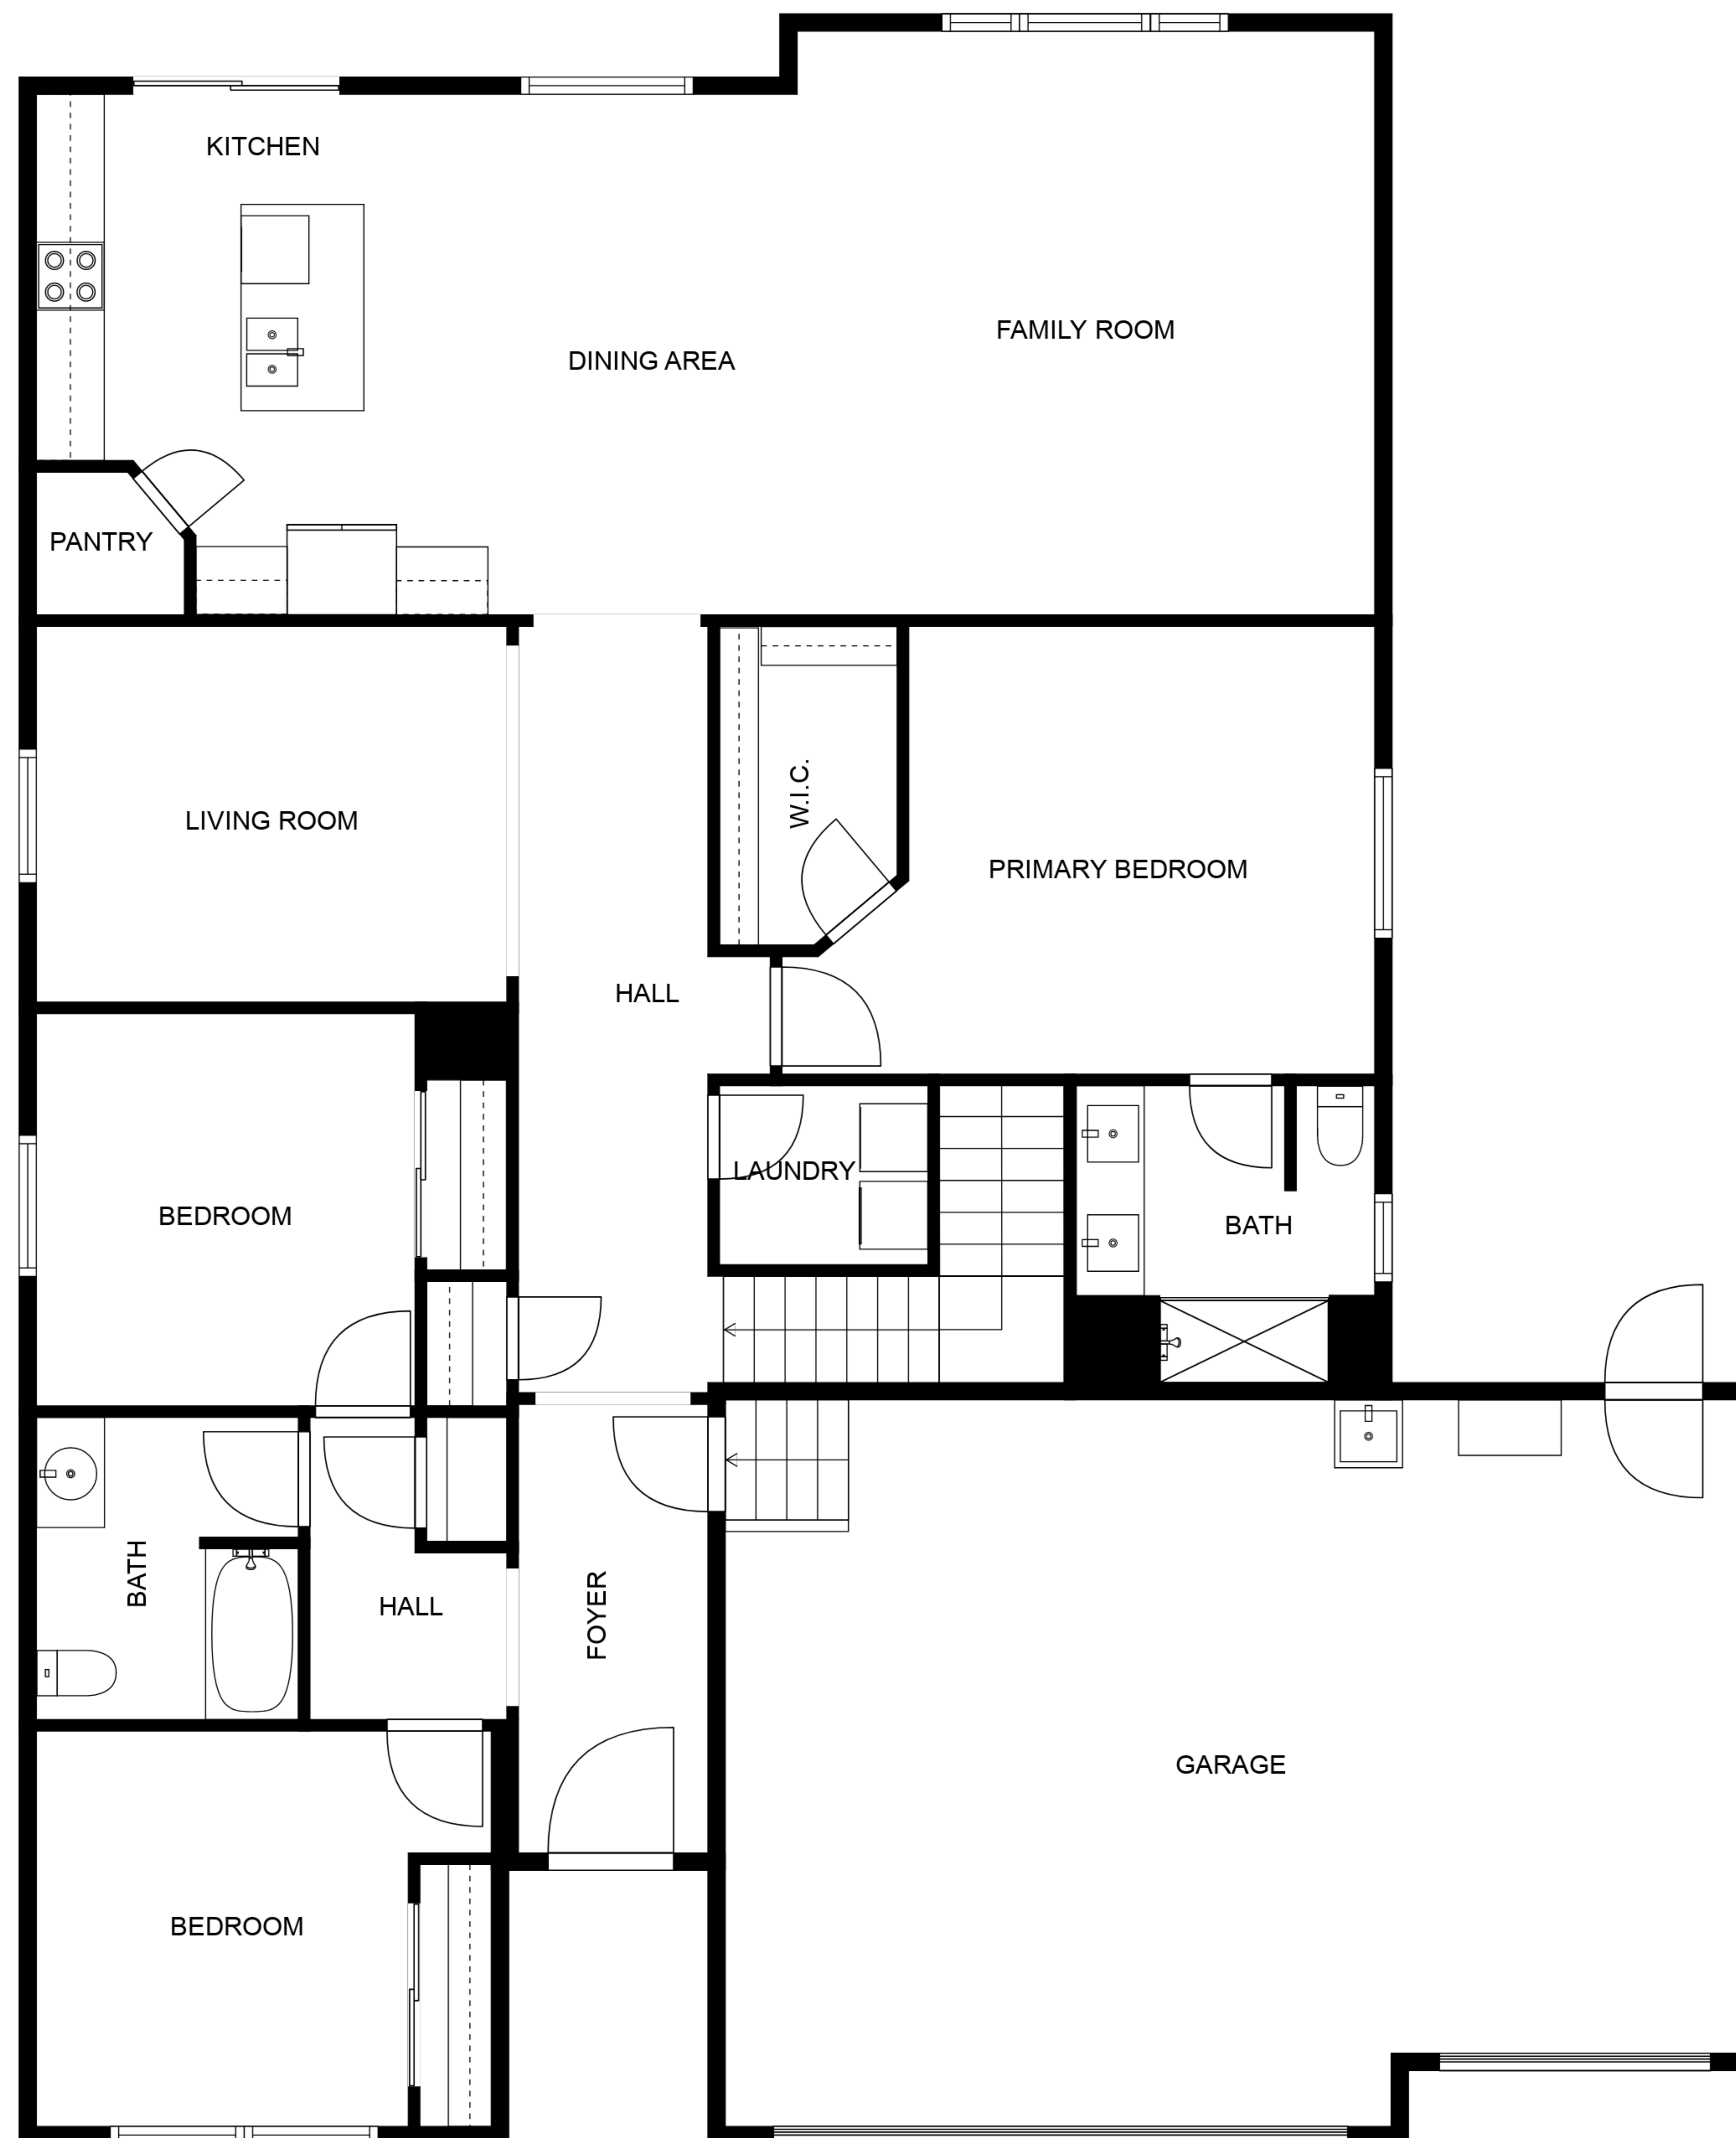 KITCHEN
FAMILY ROOM
DINING AREA
PANTRY
LIVING ROOM
W.I.C.
PRIMARY BEDROOM
HALL
LAUNDRY
BEDROOM
BATH
BATH
HALL
FOYER
GARAGE
BEDROOM